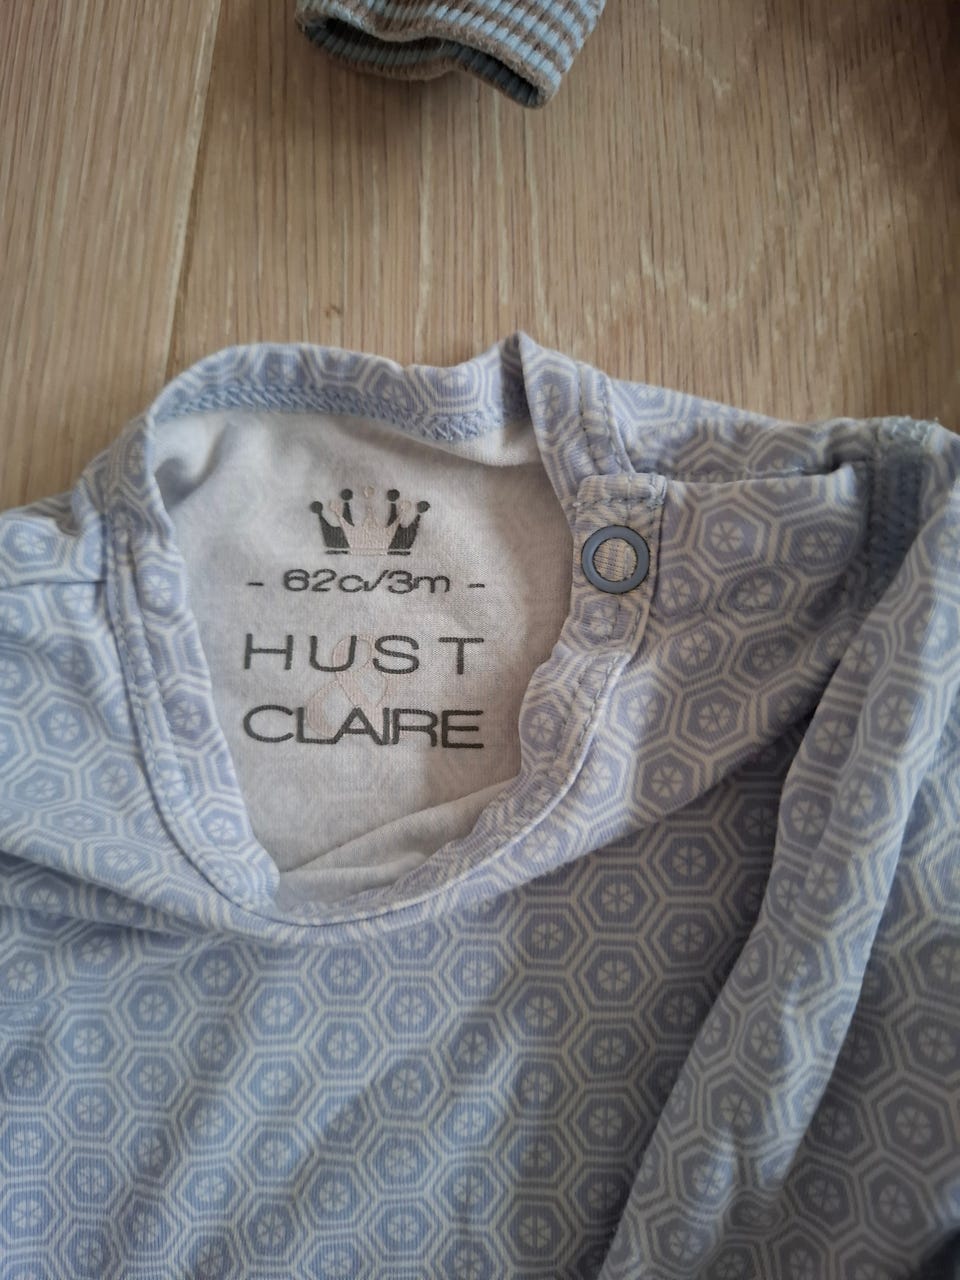 - 62cl/3m -
HUST
&
CLAIRE